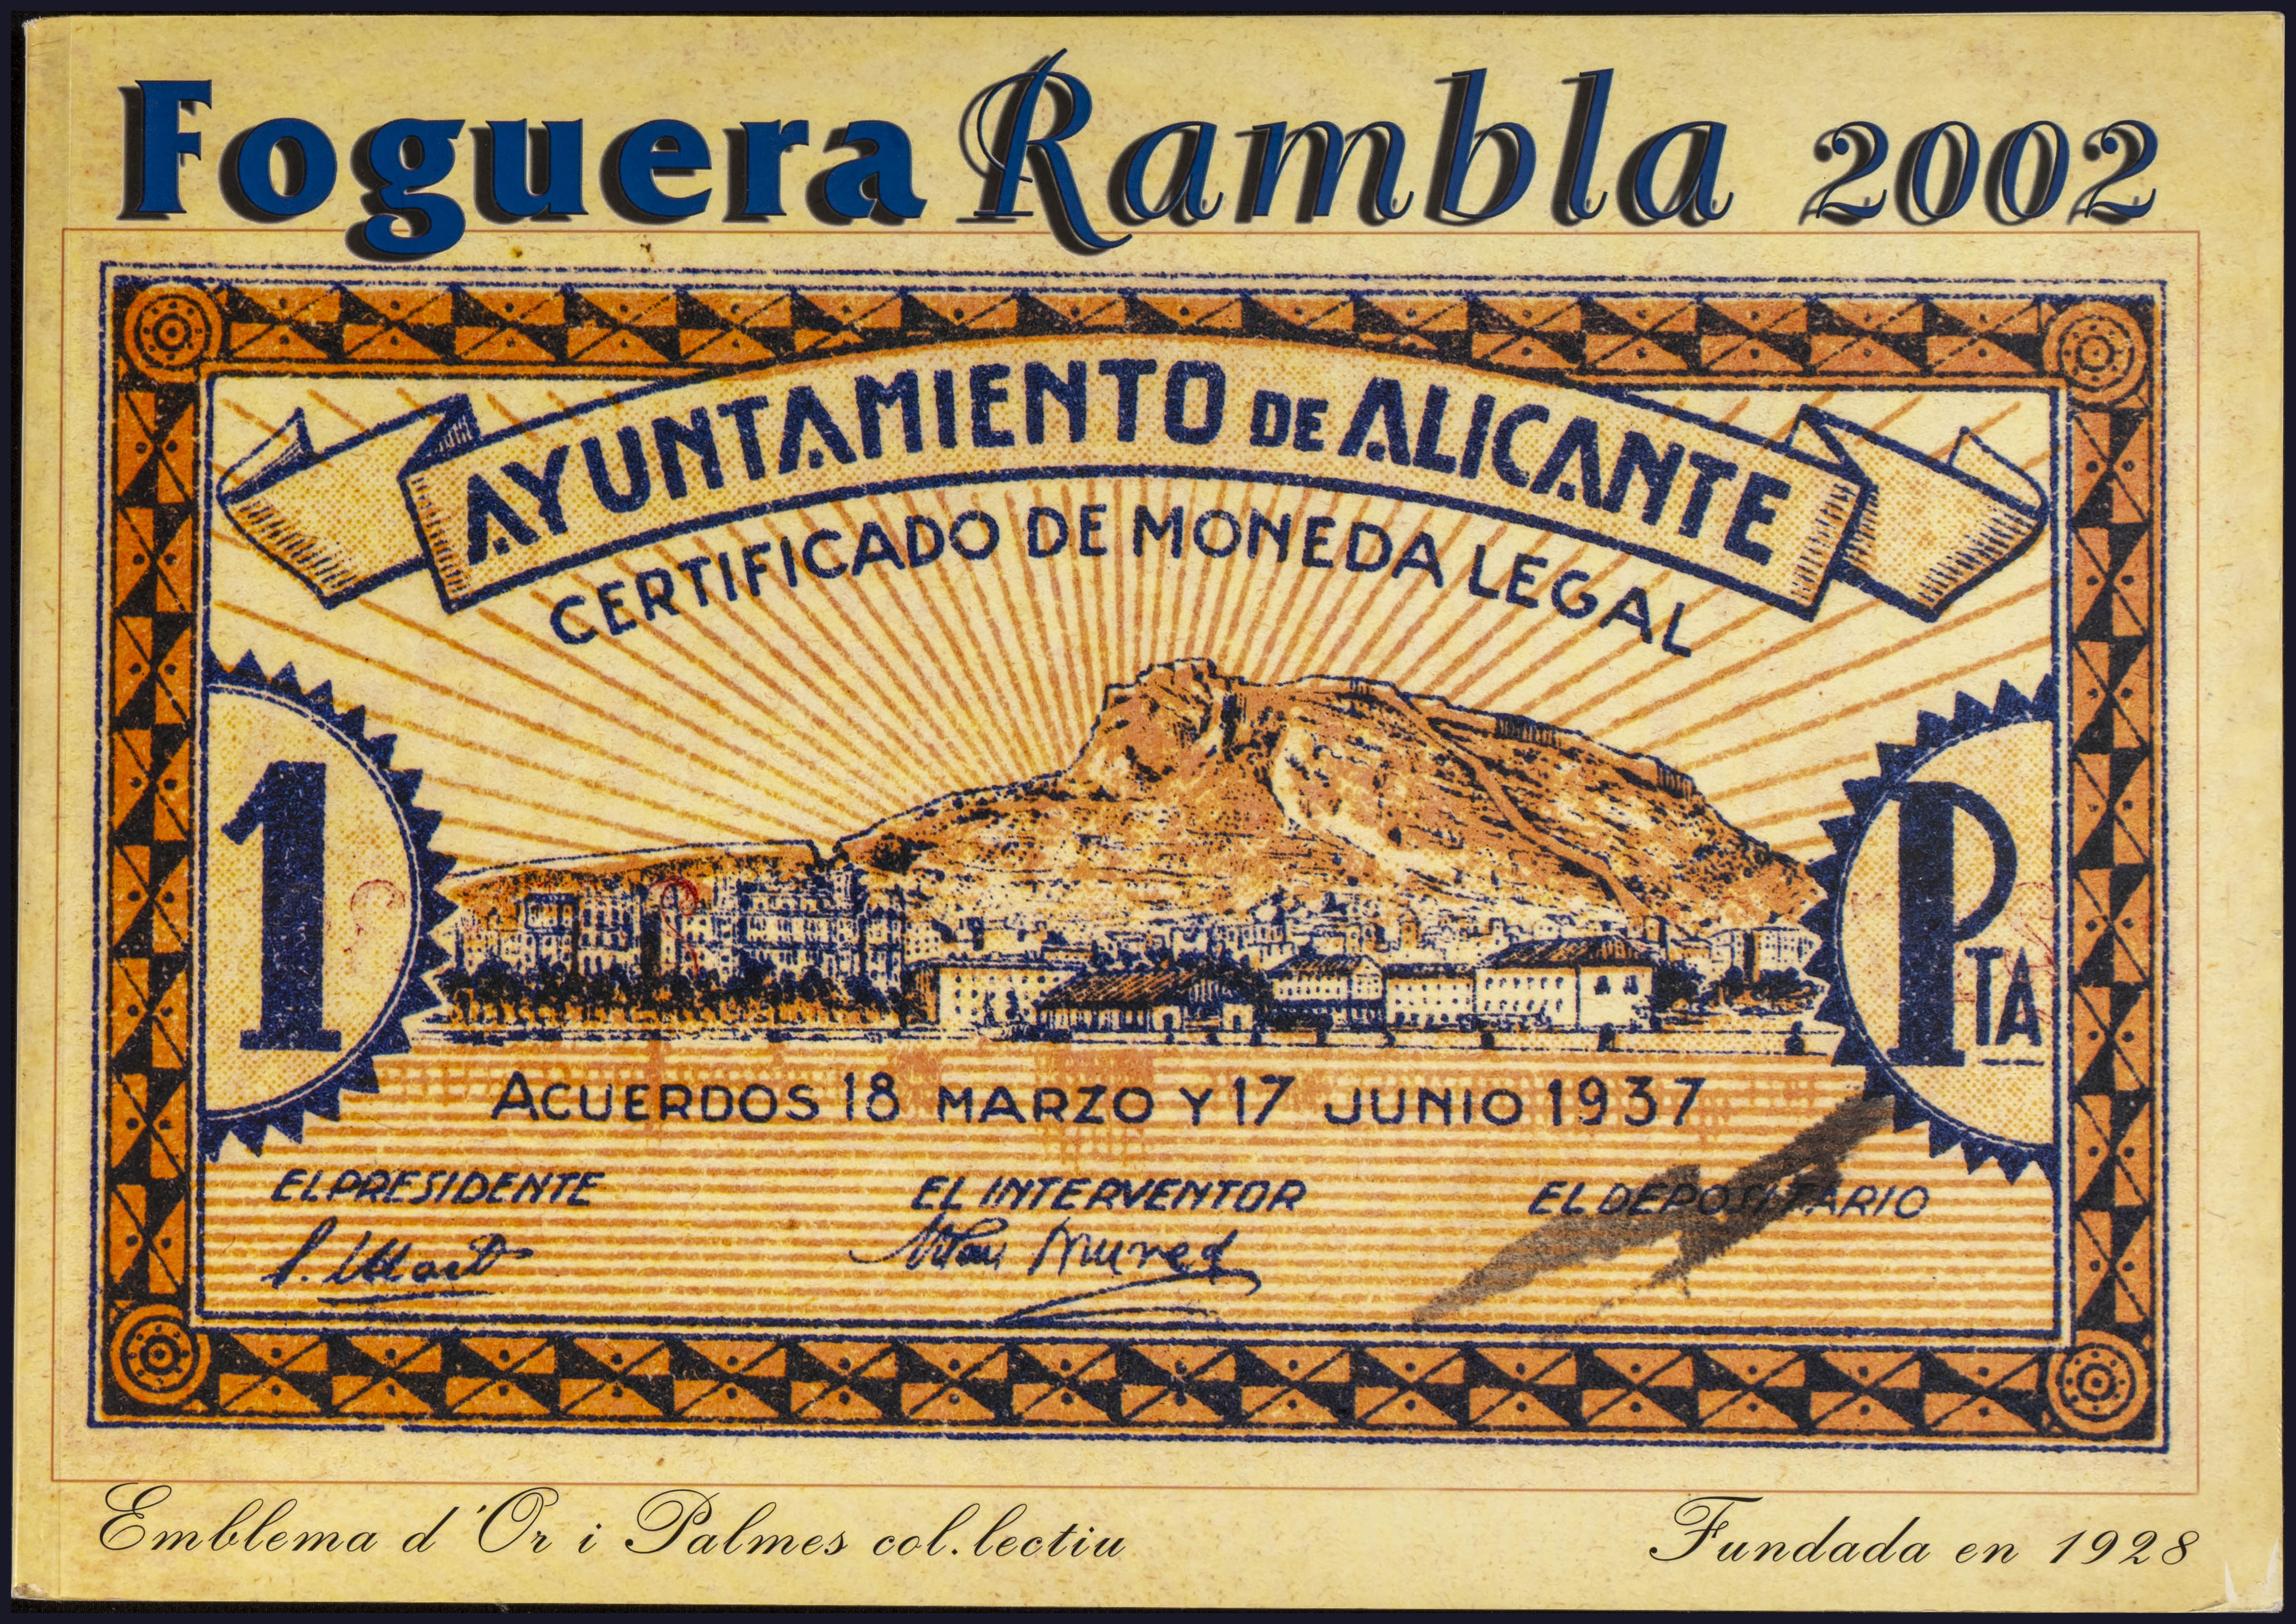 Foguera Rambla 2002
AYUNTAMIENTO DE ALICANTE
CERTIFICADO DE MONEDA LEGAL
1
PTA
ACUERDOS 18 MARZO Y 17 JUNIO 1937
EL PRESIDENTE
EL INTERVENTOR
EL DEPOSITARIO
Emblema d'Or i Palmes col.lectiu
Fundada en 1928